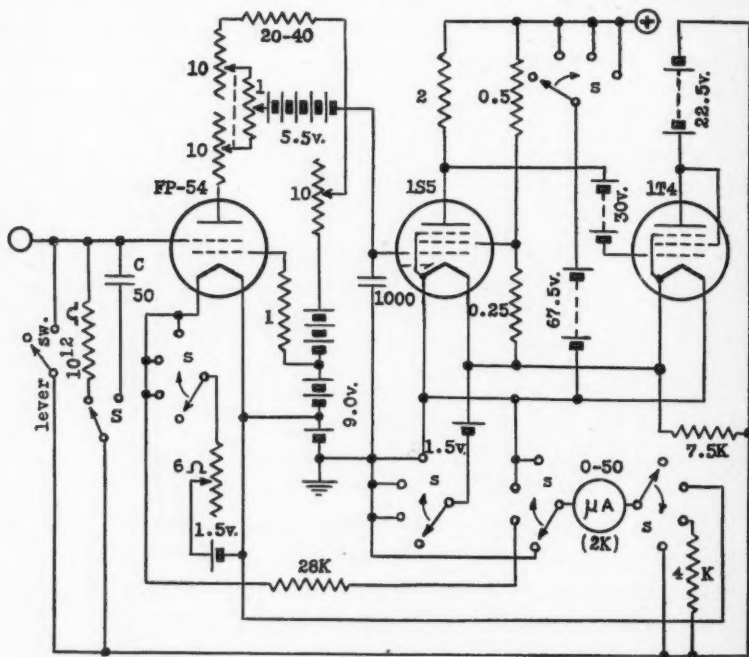 20-40
10
1
10
5.5v.
FP-54
10
2
0.5
S
+
22.5v.
1S5
30v.
1T4
C
50
1
1000
0.25
67.5v.
lever sw.
10¹² Ω
S
S
9.0v.
1.5v.
7.5K
6 Ω
1.5v.
S
S
0-50
μA
(2K)
S
28K
4 K